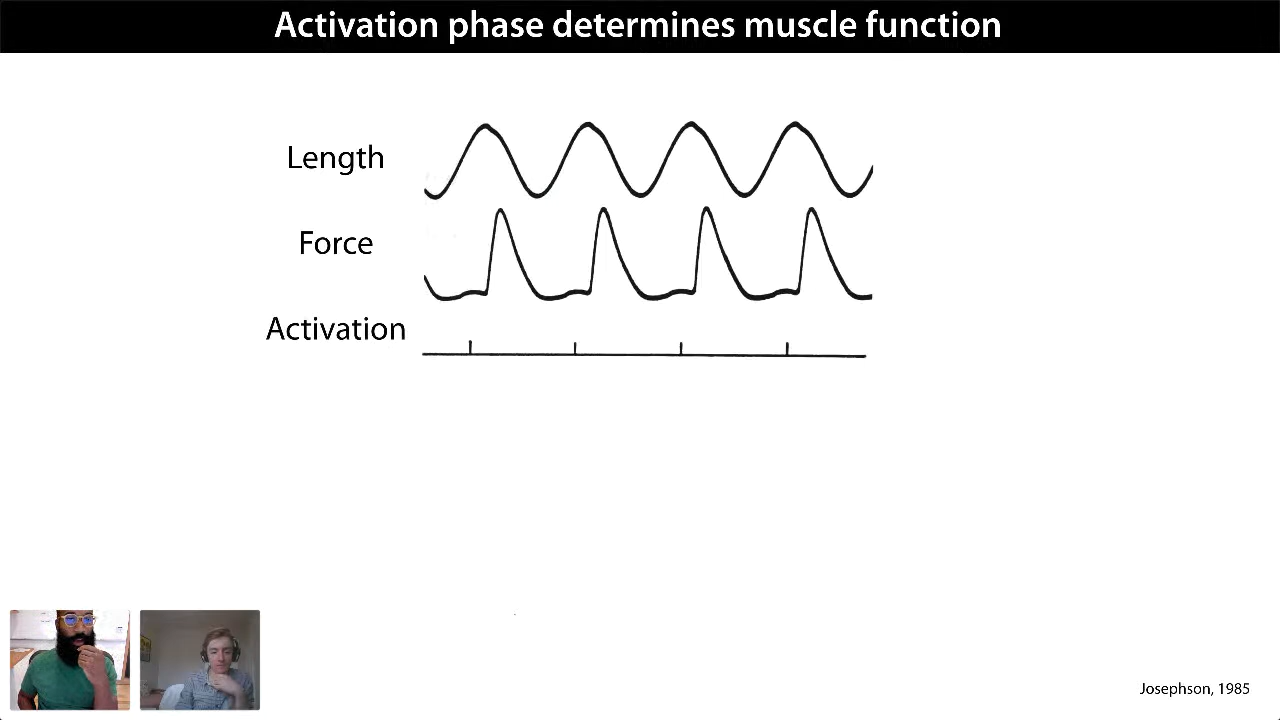 Activation phase determines muscle function
Length
Force
Activation
Josephson, 1985